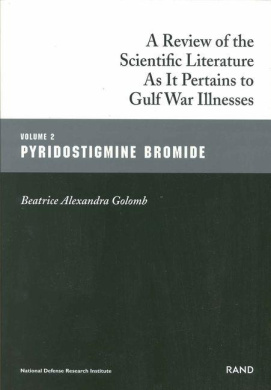 A Review of the
Scientific Literature
As It Pertains to
Gulf War Illnesses
VOLUME 2
PYRIDOSTIGMINE BROMIDE
Beatrice Alexandra Golomb
National Defense Research Institute
RAND